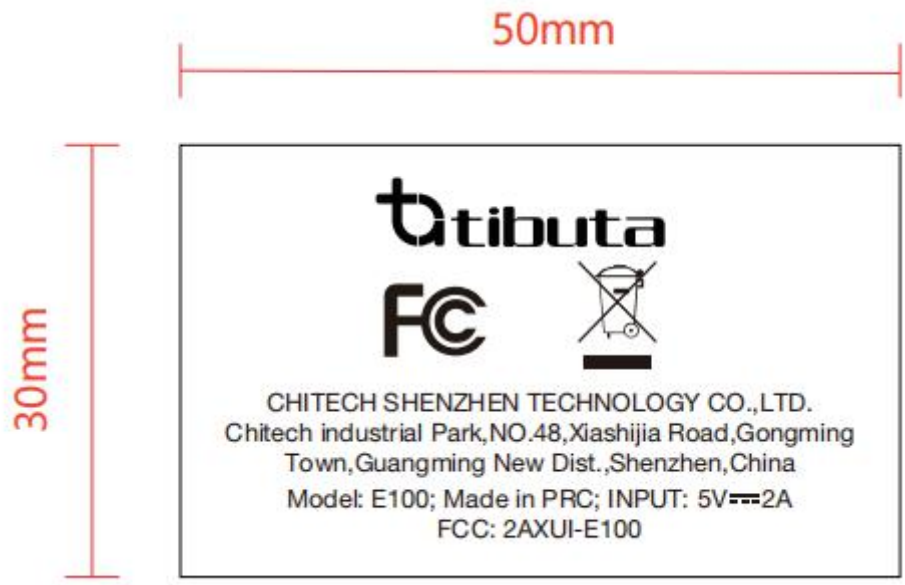 50mm
30mm
tibuta
FC
CHITECH SHENZHEN TECHNOLOGY CO.,LTD.
Chitech industrial Park,NO.48,Xiashijia Road,Gongming
Town,Guangming New Dist.,Shenzhen,China
Model: E100; Made in PRC; INPUT: 5V⎓2A
FCC: 2AXUI-E100